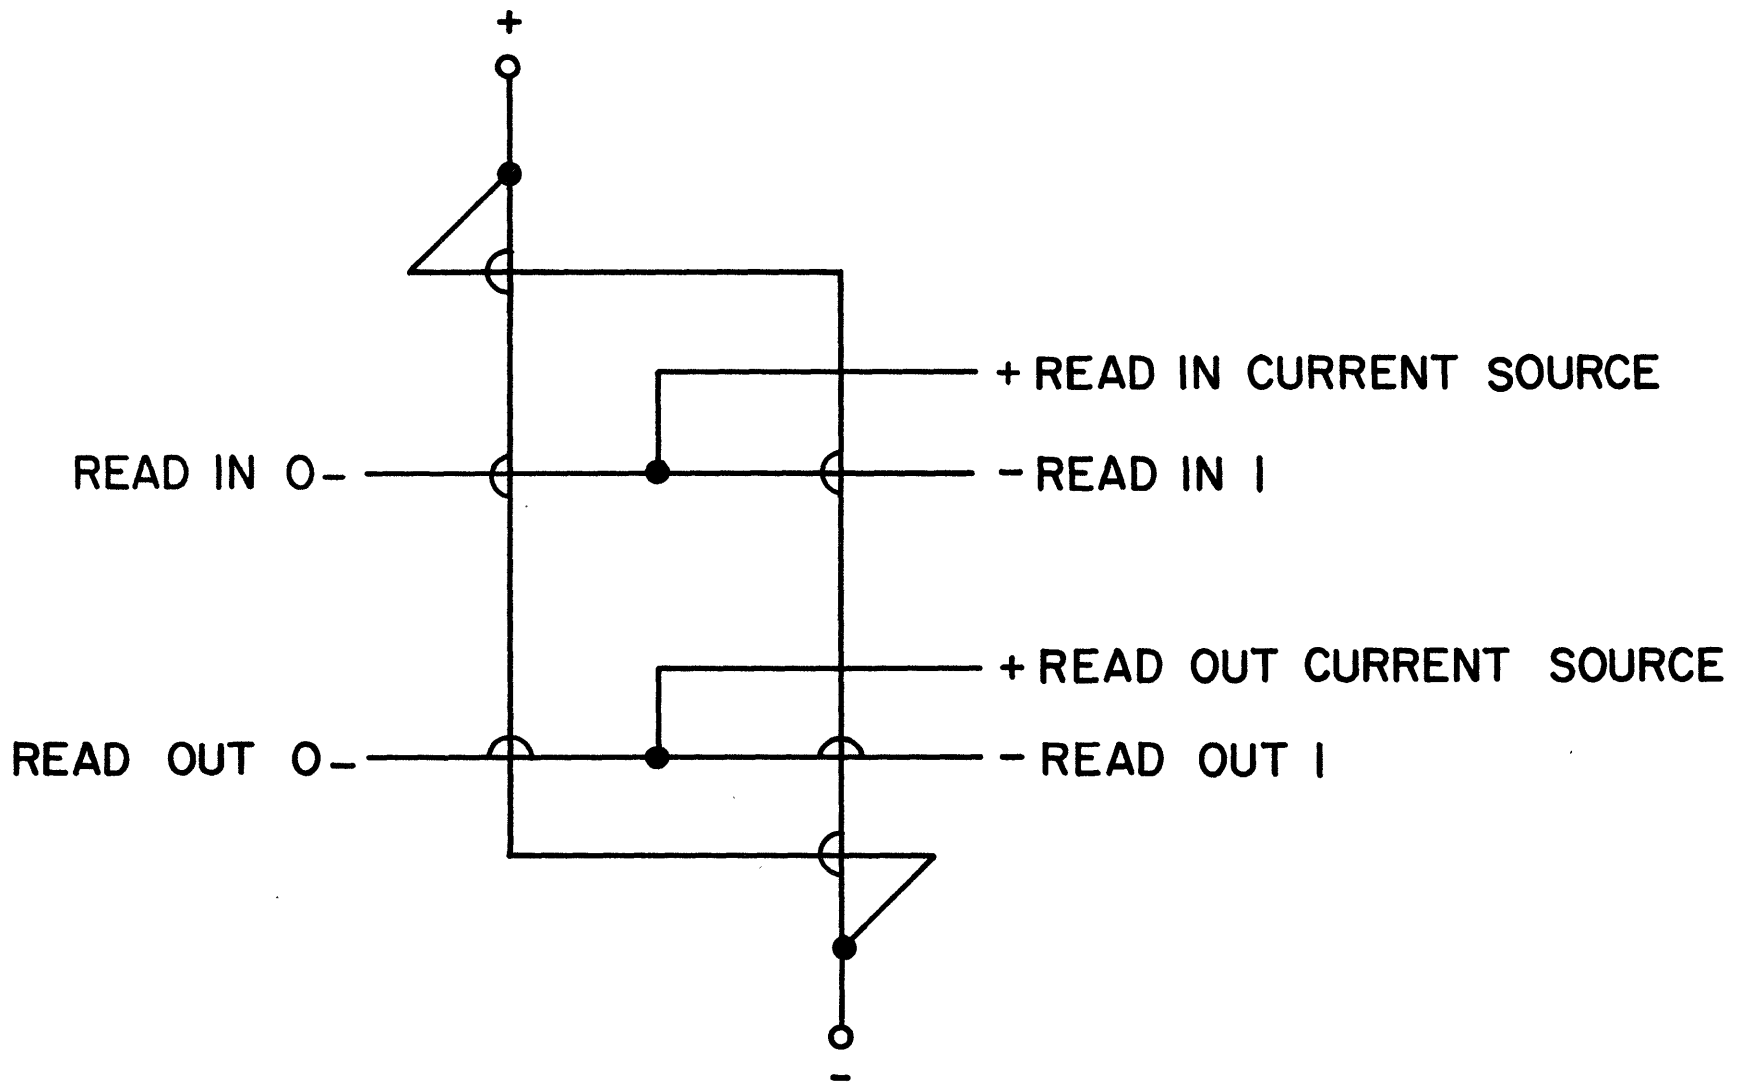 +
+ READ IN CURRENT SOURCE
READ IN 0 -
- READ IN 1
+ READ OUT CURRENT SOURCE
READ OUT 0 -
- READ OUT 1
-